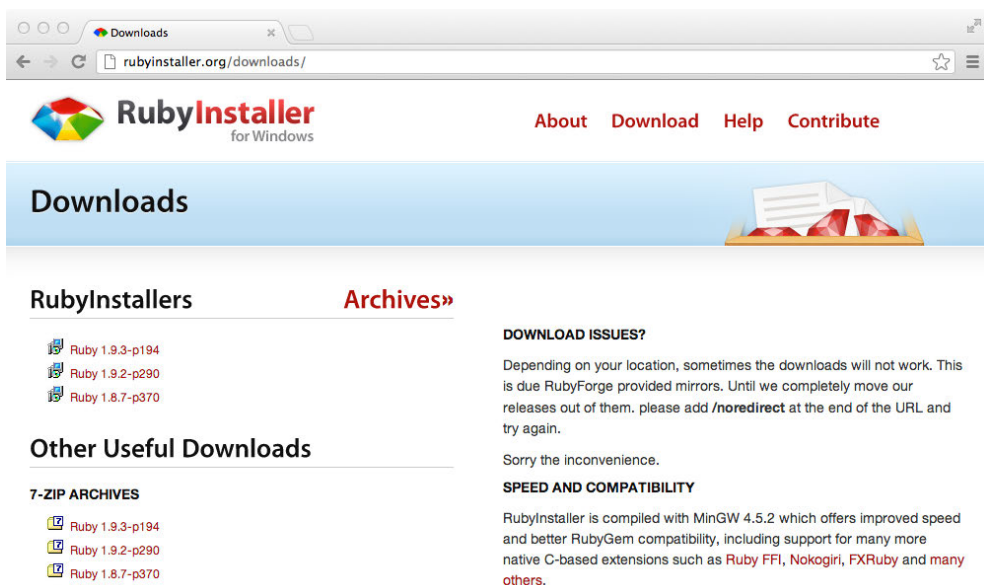 Downloads
rubyinstaller.org/downloads/
RubyInstaller
for Windows
About Download Help Contribute
Downloads
RubyInstallers
Archives»
Ruby 1.9.3-p194
Ruby 1.9.2-p290
Ruby 1.8.7-p370
Other Useful Downloads
7-ZIP ARCHIVES
Ruby 1.9.3-p194
Ruby 1.9.2-p290
Ruby 1.8.7-p370
DOWNLOAD ISSUES?
Depending on your location, sometimes the downloads will not work. This
is due RubyForge provided mirrors. Until we completely move our
releases out of them. please add /noredirect at the end of the URL and
try again.
Sorry the inconvenience.
SPEED AND COMPATIBILITY
RubyInstaller is compiled with MinGW 4.5.2 which offers improved speed
and better RubyGem compatibility, including support for many more
native C-based extensions such as Ruby FFI, Nokogiri, FXRuby and many
others.